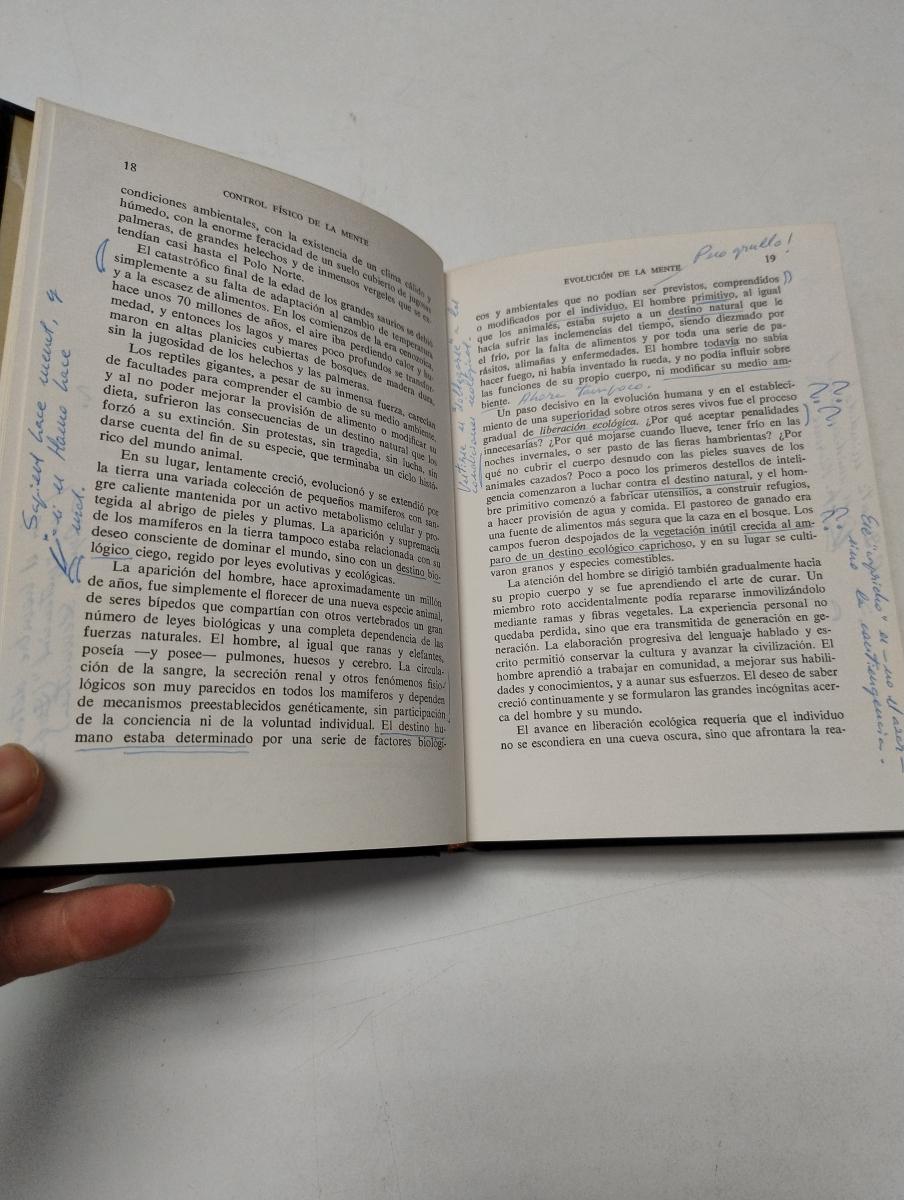 18
CONTROL FÍSICO DE LA MENTE
condiciones ambientales, con la existencia de un clima cálido y
húmedo, con la enorme feracidad de un suelo cubierto de jugosas
palmeras, de grandes helechos y de inmensos vergeles que se ex-
tendían casi hasta el Polo Norte.
El catastrófico final de la edad de los grandes saurios se debió
simplemente a su falta de adaptación al cambio de temperatura
y a la escasez de alimentos. En los comienzos de la era cenozoica,
hace unos 70 millones de años, el aire iba perdiendo calor y hu-
medad, y entonces los lagos y mares poco profundos se transfor-
maron en altas planicies cubiertas de bosques de madera dura,
sin la jugosidad de los helechos y las palmeras.
Los reptiles gigantes, a pesar de su inmensa fuerza, carecían
de facultades para comprender el cambio de su medio ambiente,
y al no poder mejorar la provisión de alimento o modificar su
dieta, sufrieron las consecuencias de un destino natural que los
forzó a su extinción. Sin protestas, sin tragedia, sin lucha, sin
darse cuenta del fin de su especie, que terminaba un ciclo histó-
rico del mundo animal.
En su lugar, lentamente creció, evolucionó y se extendió por
la tierra una variada colección de pequeños mamíferos con san-
gre caliente mantenida por un activo metabolismo celular y pro-
tegida al abrigo de pieles y plumas. La aparición y supremacía
de los mamíferos en la tierra tampoco estaba relacionada con su
deseo consciente de dominar el mundo, sino con un destino bio-
lógico ciego, regido por leyes evolutivas y ecológicas.
La aparición del hombre, hace aproximadamente un millón
de años, fue simplemente el florecer de una nueva especie animal,
de seres bípedos que compartían con otros vertebrados un gran
número de leyes biológicas y una completa dependencia de las
fuerzas naturales. El hombre, al igual que ranas y elefantes,
poseía —y posee— pulmones, huesos y cerebro. La circula-
ción de la sangre, la secreción renal y otros fenómenos fisio-
lógicos son muy parecidos en todos los mamíferos y dependen
de mecanismos preestablecidos genéticamente, sin participación
de la conciencia ni de la voluntad individual. El destino hu-
mano estaba determinado por una serie de factores biológi-
Sapiens hace
el Homo hace
EVOLUCIÓN DE LA MENTE
19
Pero grullo!
cos y ambientales que no podían ser previstos, comprendidos
o modificados por el individuo. El hombre primitivo, al igual
que los animales, estaba sujeto a un destino natural que le
hacía sufrir las inclemencias del tiempo, siendo diezmado por
el frío, por la falta de alimentos y por toda una serie de pa-
rásitos, alimañas y enfermedades. El hombre todavía no sabía
hacer fuego, ni había inventado la rueda, y no podía influir sobre
las funciones de su propio cuerpo, ni modificar su medio am-
biente. Ahora tampoco.
Un paso decisivo en la evolución humana y en el estableci-
miento de una superioridad sobre otros seres vivos fue el proceso
gradual de liberación ecológica. ¿Por qué aceptar penalidades
innecesarias? ¿Por qué mojarse cuando llueve, tener frío en las
noches invernales, o ser pasto de las fieras hambrientas? ¿Por
qué no cubrir el cuerpo desnudo con las pieles suaves de los
animales cazados? Poco a poco los primeros destellos de inteli-
gencia comenzaron a luchar contra el destino natural, y el hom-
bre primitivo comenzó a fabricar utensilios, a construir refugios,
a hacer provisión de agua y comida. El pastoreo de ganado era
una fuente de alimentos más segura que la caza en el bosque. Los
campos fueron despojados de la vegetación inútil crecida al am-
paro de un destino ecológico caprichoso, y en su lugar se culti-
varon granos y especies comestibles.
La atención del hombre se dirigió también gradualmente hacia
su propio cuerpo y se fue aprendiendo el arte de curar. Un
miembro roto accidentalmente podía repararse inmovilizándolo
mediante ramas y fibras vegetales. La experiencia personal no
quedaba perdida, sino que era transmitida de generación en ge-
neración. La elaboración progresiva del lenguaje hablado y es-
crito permitió conservar la cultura y avanzar la civilización. El
hombre aprendió a trabajar en comunidad, a mejorar sus habili-
dades y conocimientos, y a aunar sus esfuerzos. El deseo de saber
creció continuamente y se formularon las grandes incógnitas acer-
ca del hombre y su mundo.
El avance en liberación ecológica requería que el individuo
no se escondiera en una cueva oscura, sino que afrontara la rea-
sino la contingencia.